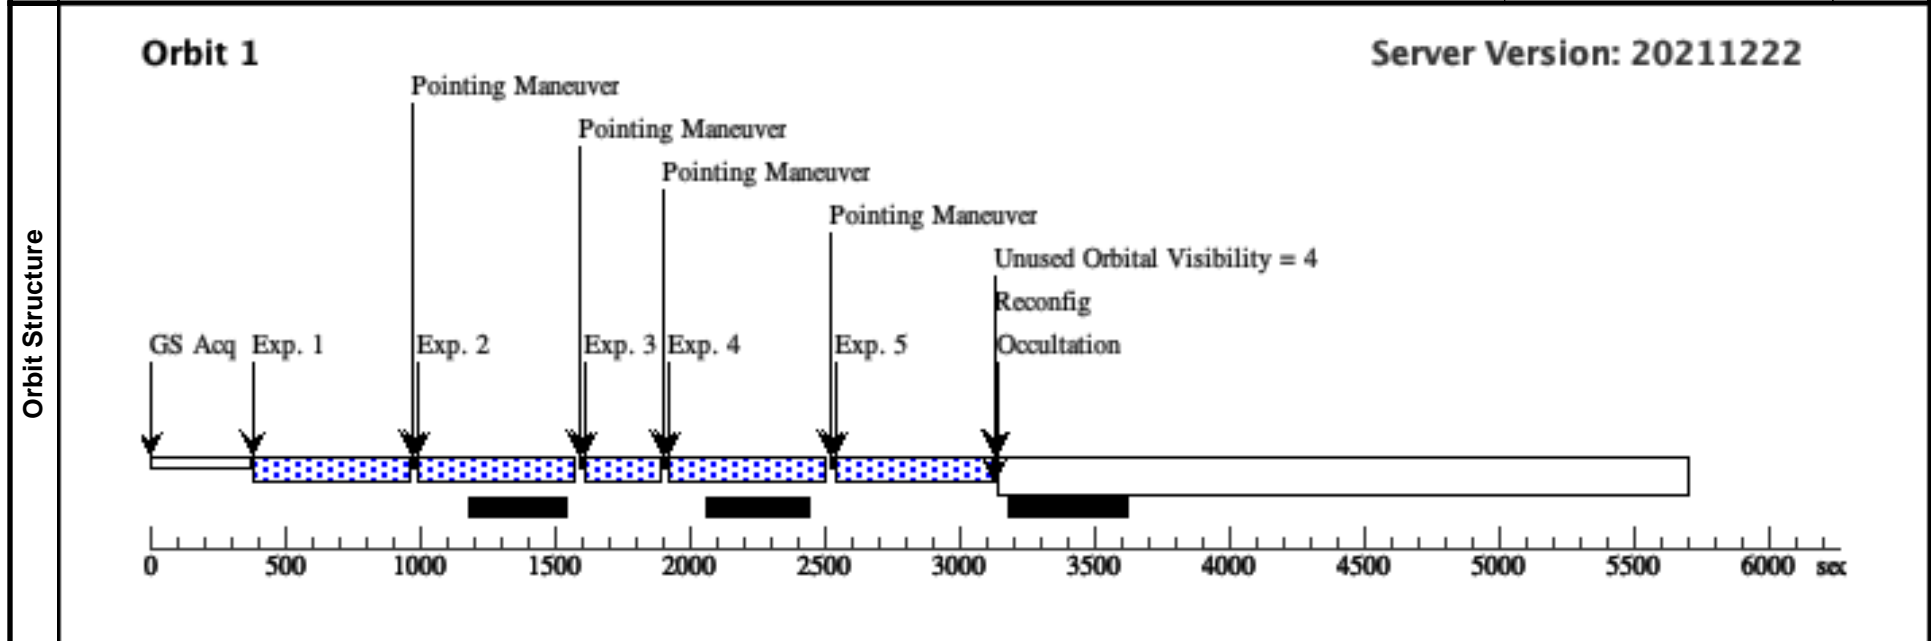 Orbit 1
Server Version: 20211222
Pointing Maneuver
Pointing Maneuver
Pointing Maneuver
Pointing Maneuver
Unused Orbital Visibility = 4
Reconfig
GS Acq Exp. 1 Exp. 2 Exp. 3 Exp. 4 Exp. 5 Occultation
Orbit Structure
0 500 1000 1500 2000 2500 3000 3500 4000 4500 5000 5500 6000 sec